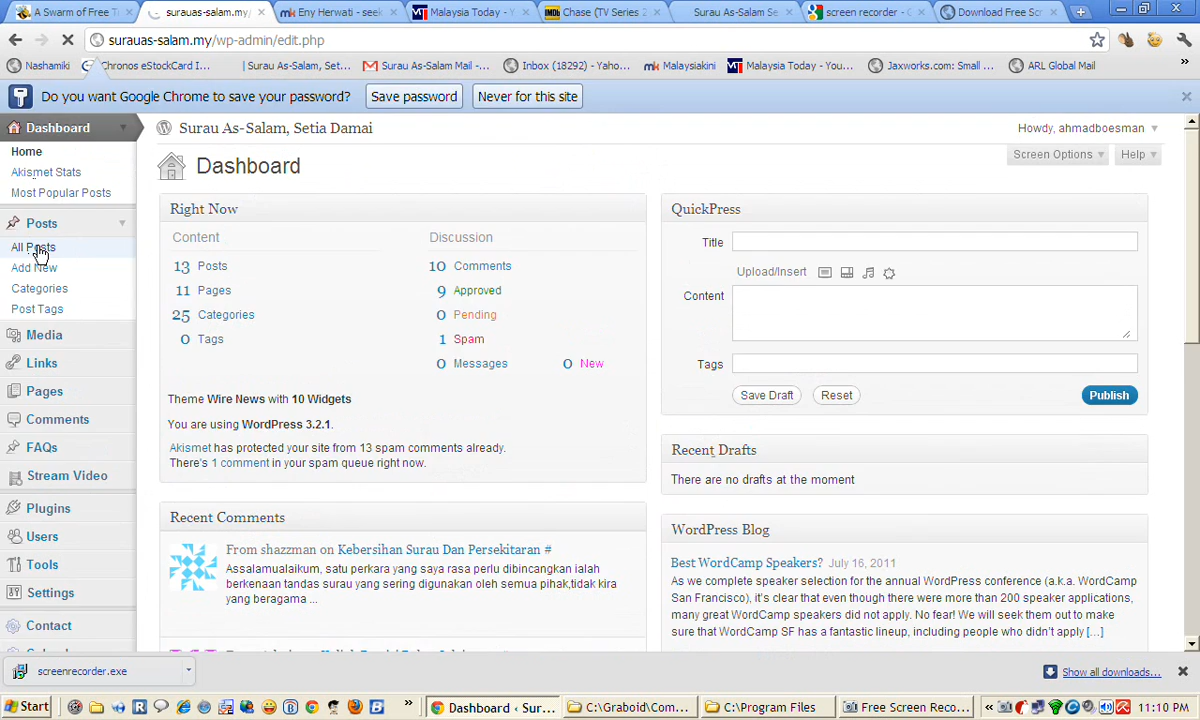 A Swarm of Free T
surauas-salam.my/
Eny Herwati - seek
Malaysia Today - Y
Chase (TV Series 2
Surau As-Salam Se
screen recorder - C
Download Free Scr
surauas-salam.my/wp-admin/edit.php
Nashamiki
Chronos eStockCard I...
Surau As-Salam, Set...
Surau As-Salam Mail -...
Inbox (18292) - Yaho...
Malaysiakini
Malaysia Today - You...
Jaxworks.com: Small ...
ARL Global Mail
Do you want Google Chrome to save your password?
Save password
Never for this site
Dashboard
Home
Akismet Stats
Most Popular Posts
Posts
All Posts
Add New
Categories
Post Tags
Media
Links
Pages
Comments
FAQs
Stream Video
Plugins
Users
Tools
Settings
Contact
Surau As-Salam, Setia Damai
Howdy, ahmadboesman
Dashboard
Screen Options
Help
Right Now
Content
Discussion
13 Posts
10 Comments
11 Pages
9 Approved
25 Categories
0 Pending
0 Tags
1 Spam
0 Messages
0 New
Theme Wire News with 10 Widgets
You are using WordPress 3.2.1.
Akismet has protected your site from 13 spam comments already.
There's 1 comment in your spam queue right now.
Recent Comments
From shazzman on Kebersihan Surau Dan Persekitaran #
Assalamualaikum, satu perkara yang saya rasa perlu dibincangkan ialah
berkenaan tandas surau yang sering digunakan oleh semua pihak,tidak kira
yang beragama ...
QuickPress
Title
Upload/Insert
Content
Tags
Save Draft
Reset
Publish
Recent Drafts
There are no drafts at the moment
WordPress Blog
Best WordCamp Speakers? July 16, 2011
As we complete speaker selection for the annual WordPress conference (a.k.a. WordCamp
San Francisco), it's clear that even though there were more than 200 speaker applications,
many great WordCamp speakers did not apply. No fear! We will seek them out to make
sure that WordCamp SF has a fantastic lineup, including people who didn't apply [...]
screenrecorder.exe
Show all downloads...
Start
Dashboard ‹ Sur...
C:\Graboid\Com...
C:\Program Files
Free Screen Reco...
11:10 PM